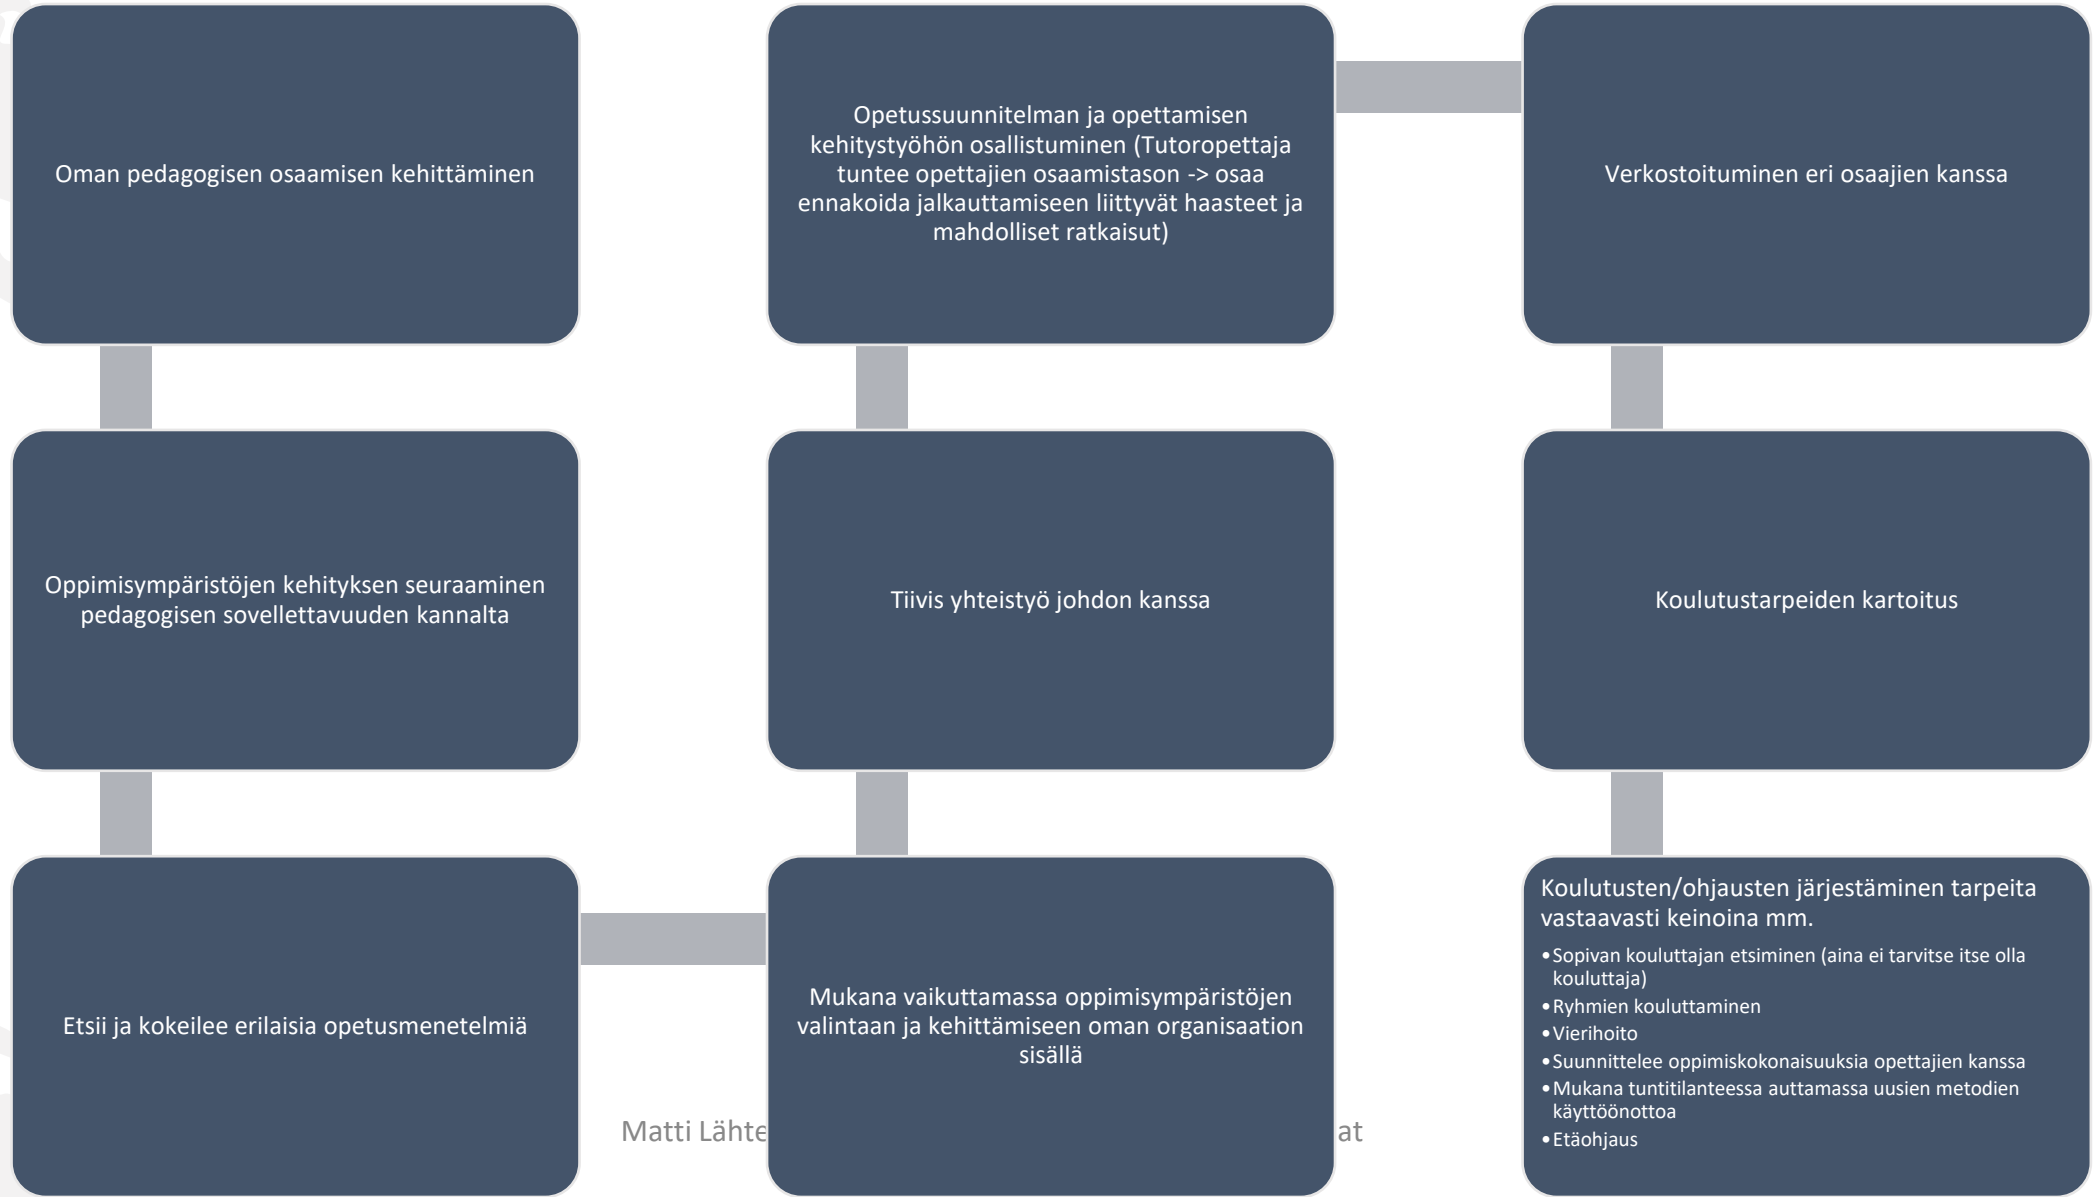 Oman pedagogisen osaamisen kehittäminen
Oppimisympäristöjen kehityksen seuraaminen
pedagogisen sovellettavuuden kannalta
Etsii ja kokeilee erilaisia opetusmenetelmiä
Mukana vaikuttamassa oppimisympäristöjen
valintaan ja kehittämiseen oman organisaation
sisällä
Tiivis yhteistyö johdon kanssa
Opetussuunnitelman ja opettamisen
kehitystyöhön osallistuminen (Tutoropettaja
tuntee opettajien osaamistason -> osaa
ennakoida jalkauttamiseen liittyvät haasteet ja
mahdolliset ratkaisut)
Verkostoituminen eri osaajien kanssa
Koulutustarpeiden kartoitus
Koulutusten/ohjausten järjestäminen tarpeita
vastaavasti keinoina mm.
•Sopivan kouluttajan etsiminen (aina ei tarvitse itse olla
kouluttaja)
•Ryhmien kouluttaminen
•Vierihoito
•Suunnittelee oppimiskokonaisuuksia opettajien kanssa
•Mukana tuntitilanteessa auttamassa uusien metodien
käyttöönottoa
•Etäohjaus
Matti Lähte
at